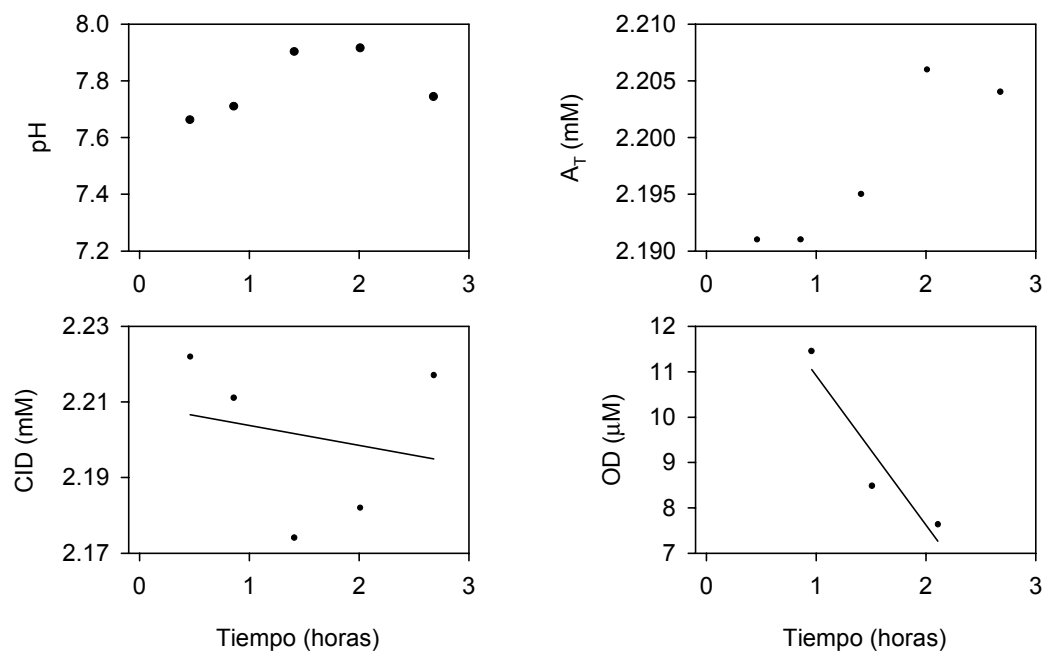 8.0
7.8
7.6
7.4
7.2
pH
0 1 2 3
2.210
2.205
2.200
2.195
2.190
A_T (mM)
0 1 2 3
2.23
2.21
2.19
2.17
CID (mM)
0 1 2 3
Tiempo (horas)
12
11
10
9
8
7
OD (μM)
0 1 2 3
Tiempo (horas)